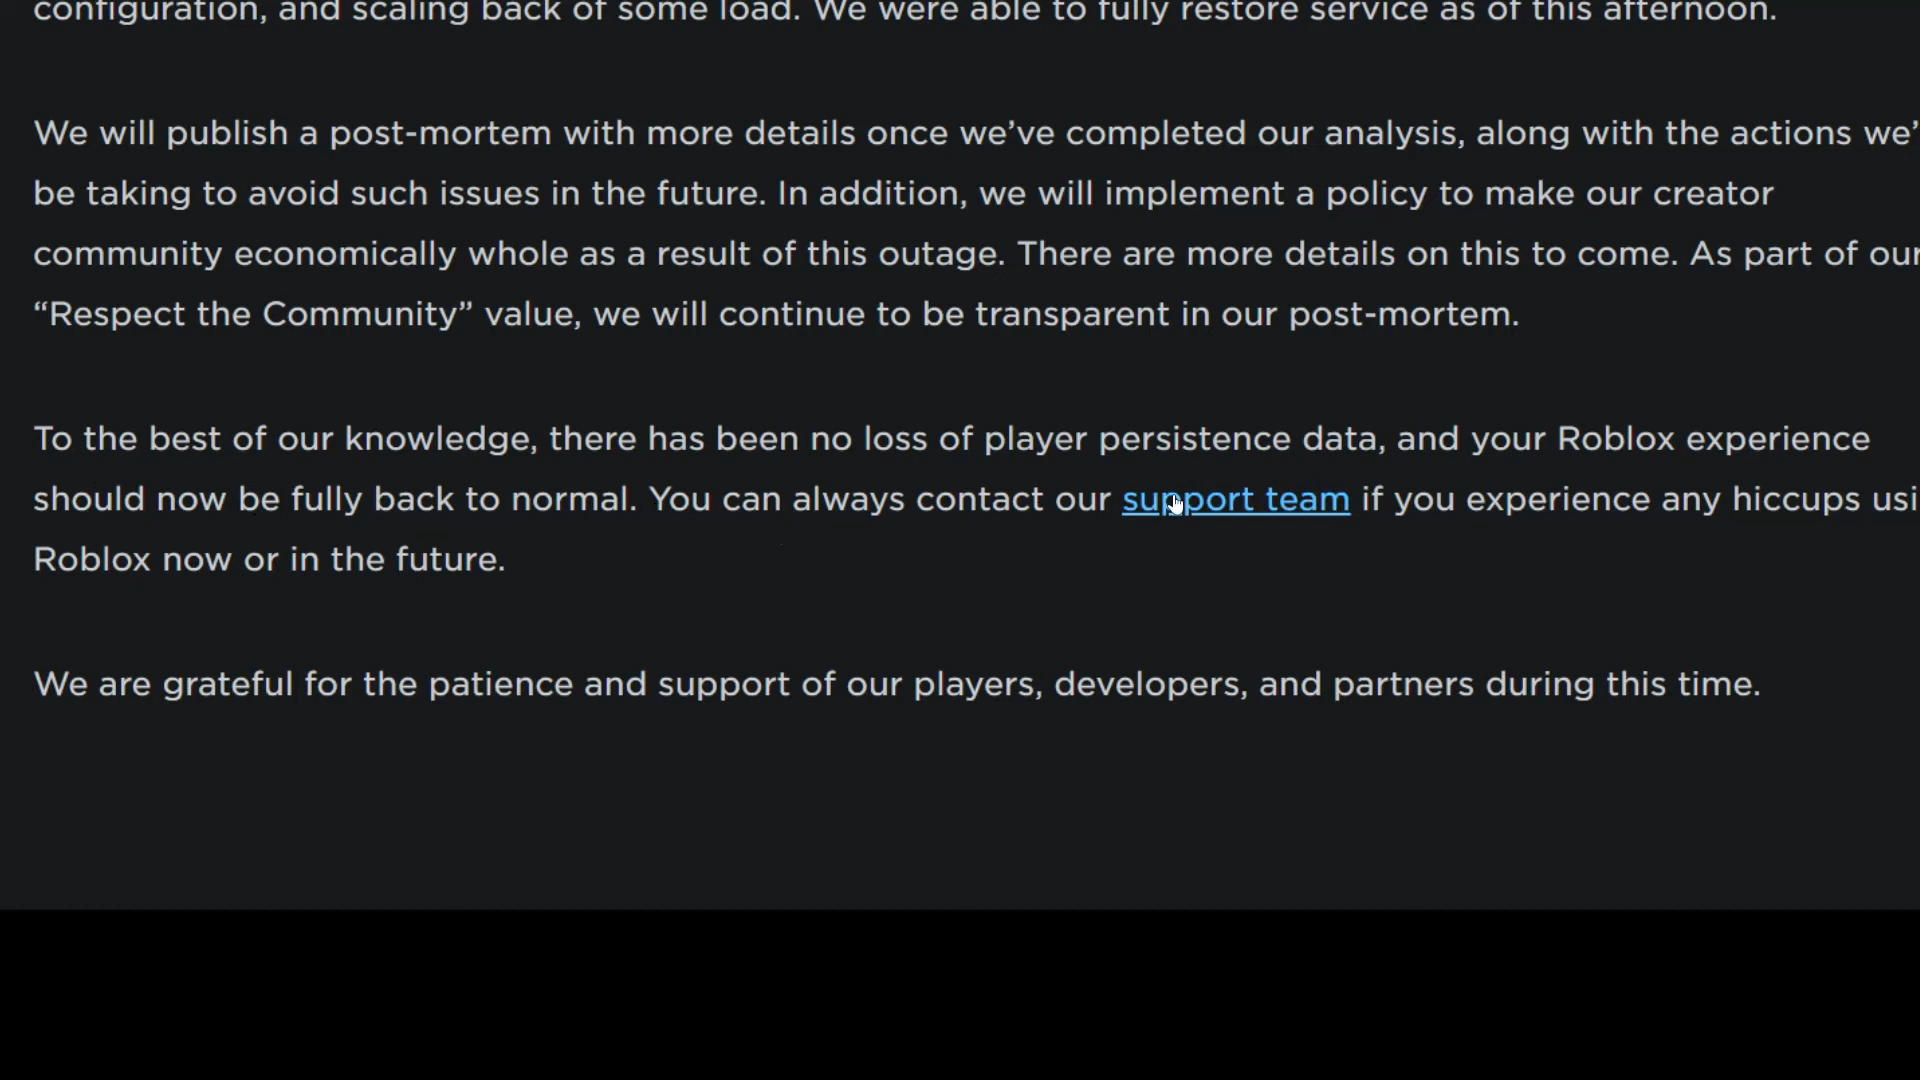 configuration, and scaling back of some load. We were able to fully restore service as of this afternoon.
We will publish a post-mortem with more details once we’ve completed our analysis, along with the actions we’
be taking to avoid such issues in the future. In addition, we will implement a policy to make our creator
community economically whole as a result of this outage. There are more details on this to come. As part of our
“Respect the Community” value, we will continue to be transparent in our post-mortem.
To the best of our knowledge, there has been no loss of player persistence data, and your Roblox experience
should now be fully back to normal. You can always contact our support team if you experience any hiccups usi
Roblox now or in the future.
We are grateful for the patience and support of our players, developers, and partners during this time.